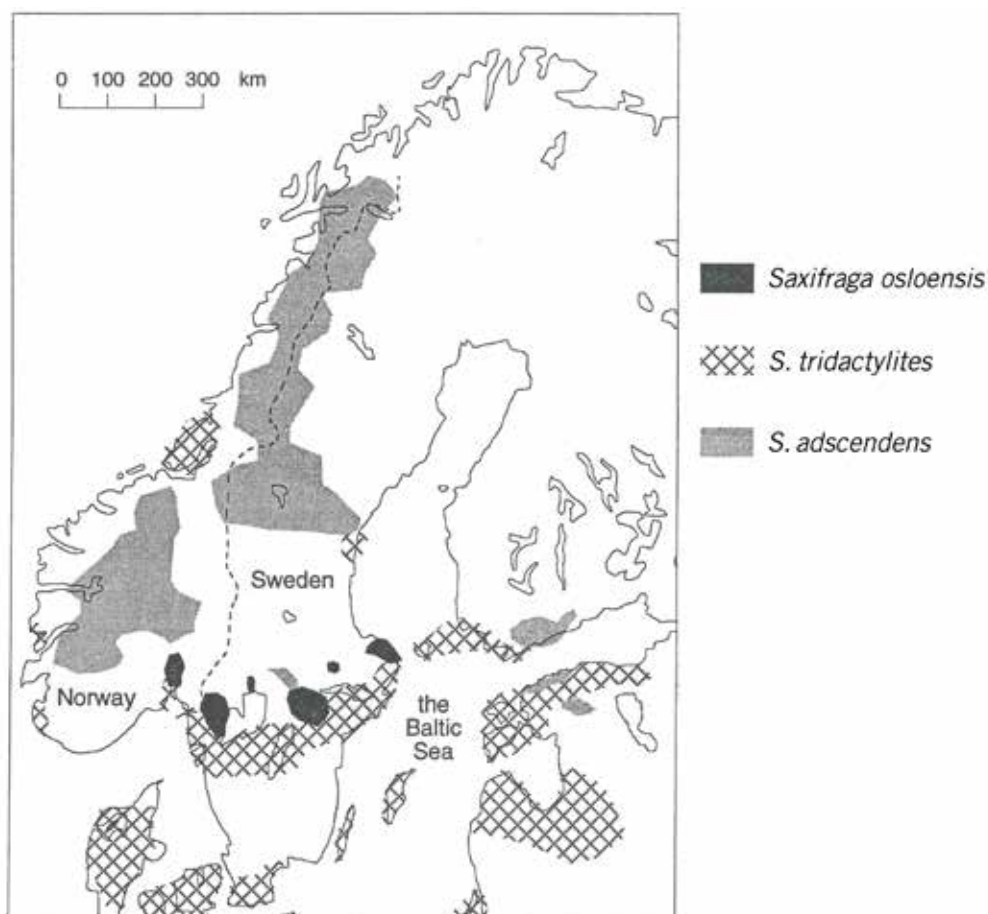 0 100 200 300 km
Saxifraga osloensis
S. tridactylites
S. adscendens
Sweden
Norway
the
Baltic
Sea